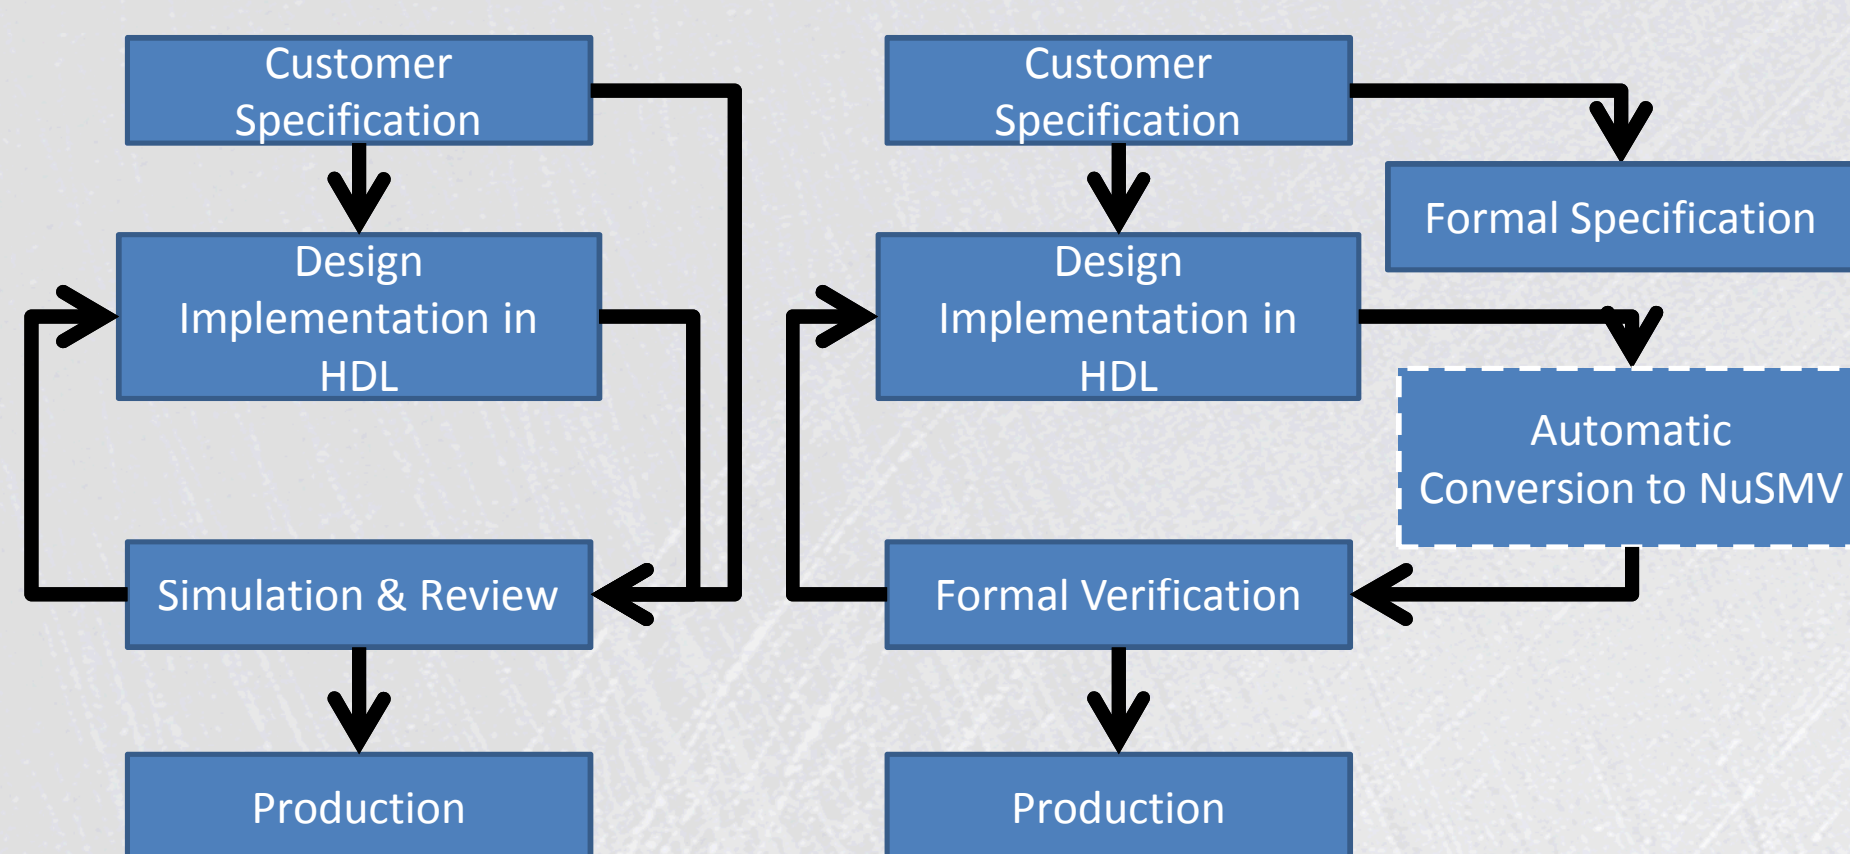 Customer
Specification
Design
Implementation in
HDL
Simulation & Review
Production
Customer
Specification
Formal Specification
Design
Implementation in
HDL
Automatic
Conversion to NuSMV
Formal Verification
Production